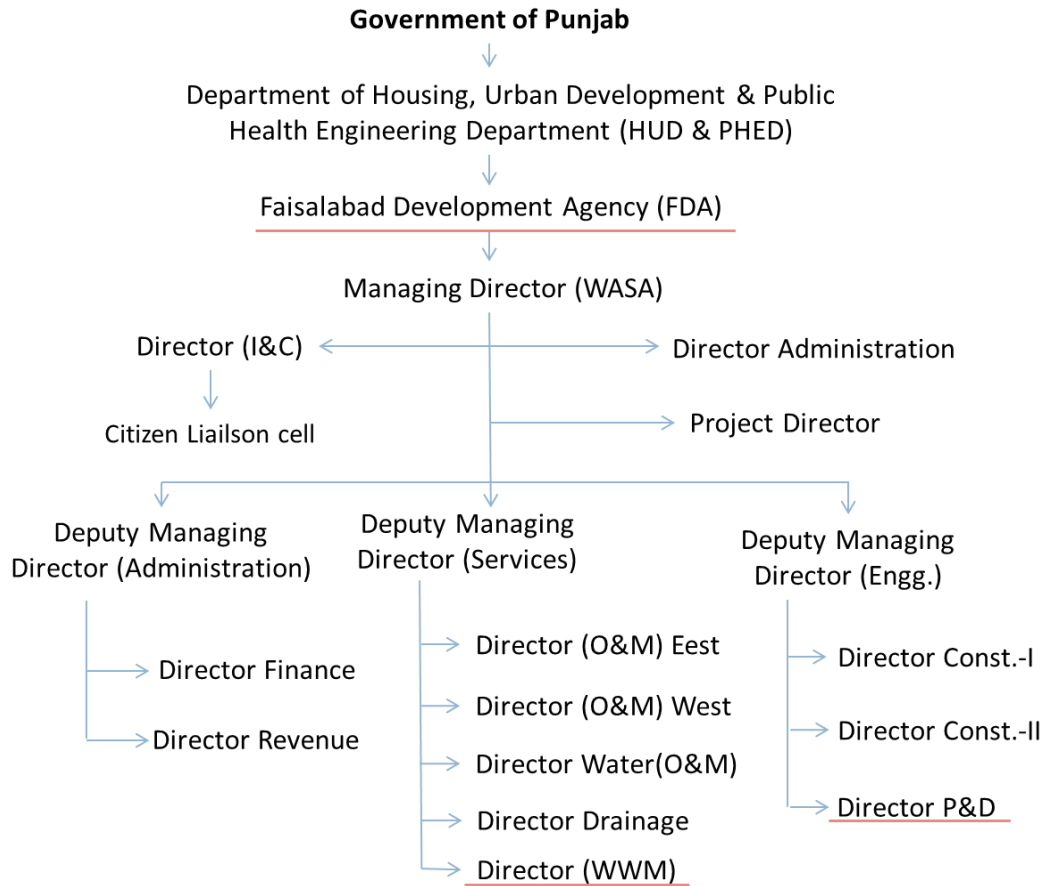 Government of Punjab
Department of Housing, Urban Development & Public
Health Engineering Department (HUD & PHED)
Faisalabad Development Agency (FDA)
Managing Director (WASA)
Director (I&C)
Director Administration
Citizen Liailson cell
Project Director
Deputy Managing
Director (Administration)
Director Finance
Director Revenue
Deputy Managing
Director (Services)
Director (O&M) Eest
Director (O&M) West
Director Water(O&M)
Director Drainage
Director (WWM)
Deputy Managing
Director (Engg.)
Director Const.-I
Director Const.-II
Director P&D